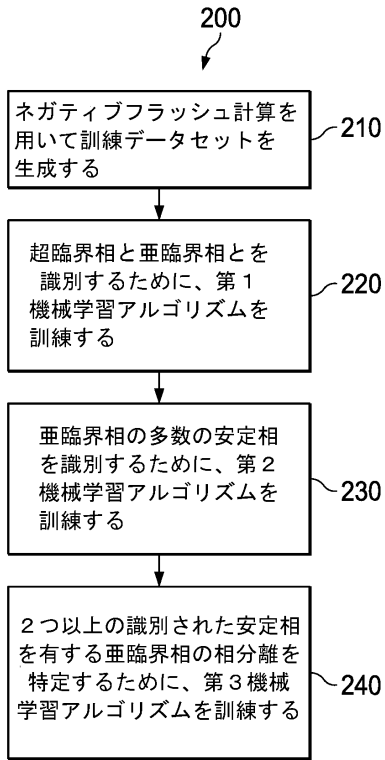 200
ネガティブフラッシュ計算を
用いて訓練データセットを
生成する
210
超臨界相と亜臨界相とを
識別するために、第1
機械学習アルゴリズムを
訓練する
220
亜臨界相の多数の安定相
を識別するために、第2
機械学習アルゴリズムを
訓練する
230
2つ以上の識別された安定相
を有する亜臨界相の相分離を
特定するために、第3機械
学習アルゴリズムを訓練する
240